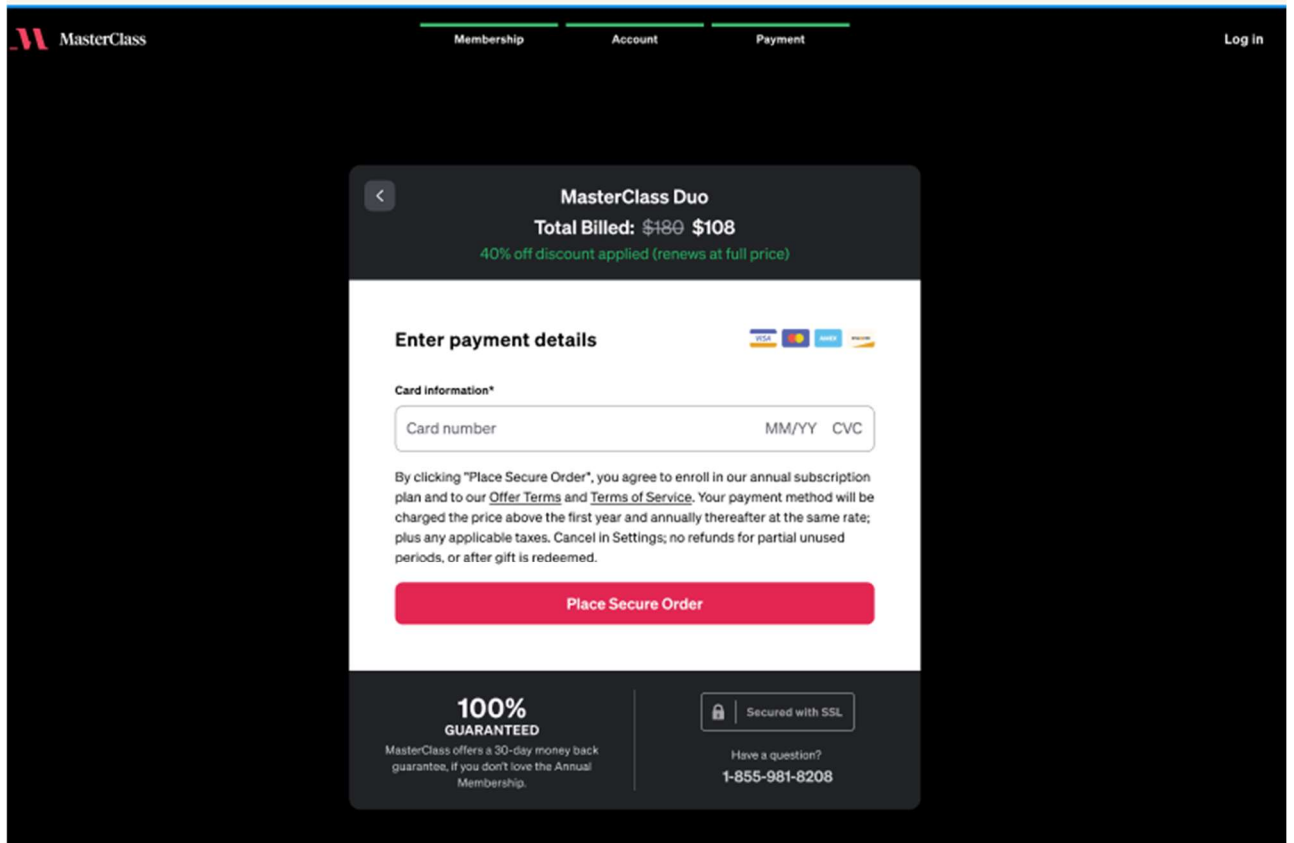 MasterClass
Membership
Account
Payment
Log in
MasterClass Duo
Total Billed: $180 $108
40% off discount applied (renews at full price)
Enter payment details
VISA
AMEX
Card information*
Card number
MM/YY CVC
By clicking "Place Secure Order", you agree to enroll in our annual subscription
plan and to our Offer Terms and Terms of Service. Your payment method will be
charged the price above the first year and annually thereafter at the same rate;
plus any applicable taxes. Cancel in Settings; no refunds for partial unused
periods, or after gift is redeemed.
Place Secure Order
100%
GUARANTEED
MasterClass offers a 30-day money back
guarantee, if you don't love the Annual
Membership.
Secured with SSL
Have a question?
1-855-981-8208